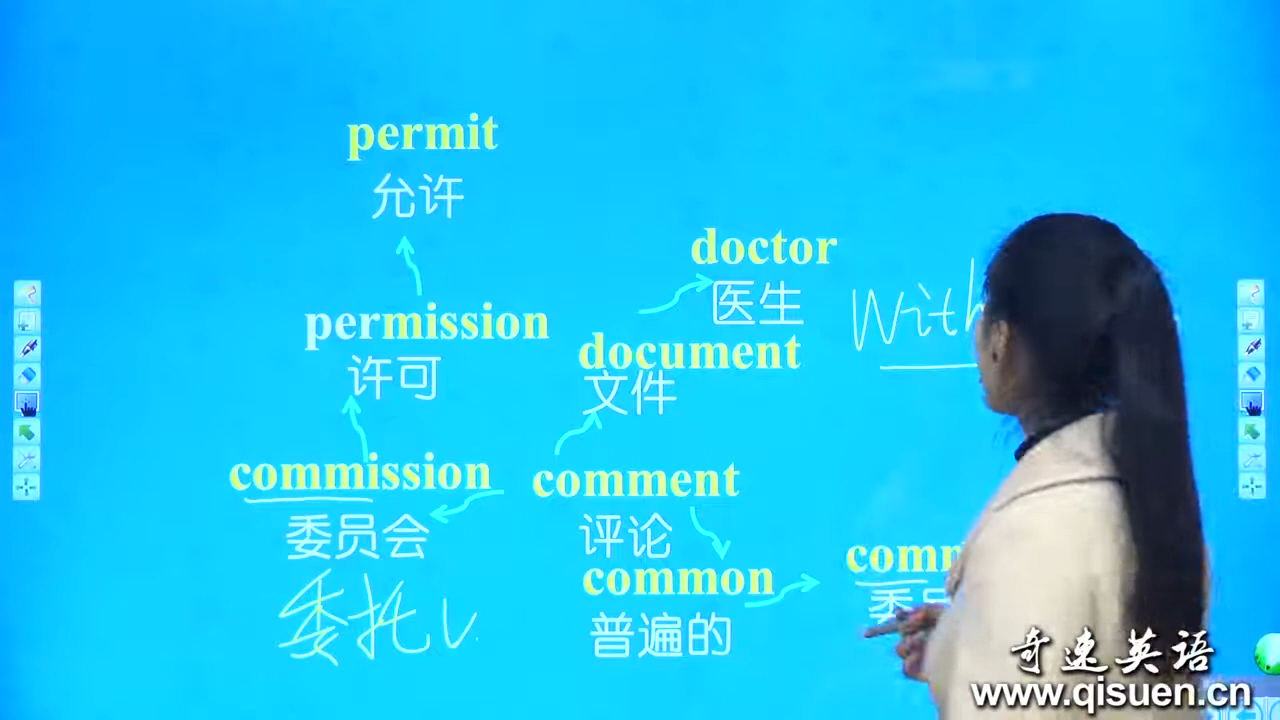 permit
允许
doctor
医生
With
permission
许可
document
文件
commission
委员会
委托 v.
comment
评论
common
普遍的
奇速英语
www.qisuen.cn